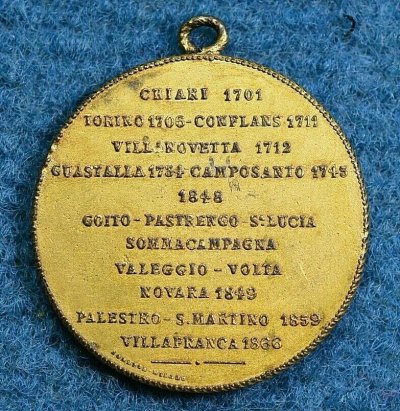 CHIARI 1701
TORINO 1706-CONFLANS 1711
VILLANOVETTA 1712
GUASTALLA 1734 CAMPOSANTO 1743
1848
GOITO-PASTRENGO-Sᵗᵃ LUCIA
SOMMACAMPAGNA
VALEGGIO-VOLTA
NOVARA 1849
PALESTRO-S.MARTINO 1859
VILLAFRANCA 1866